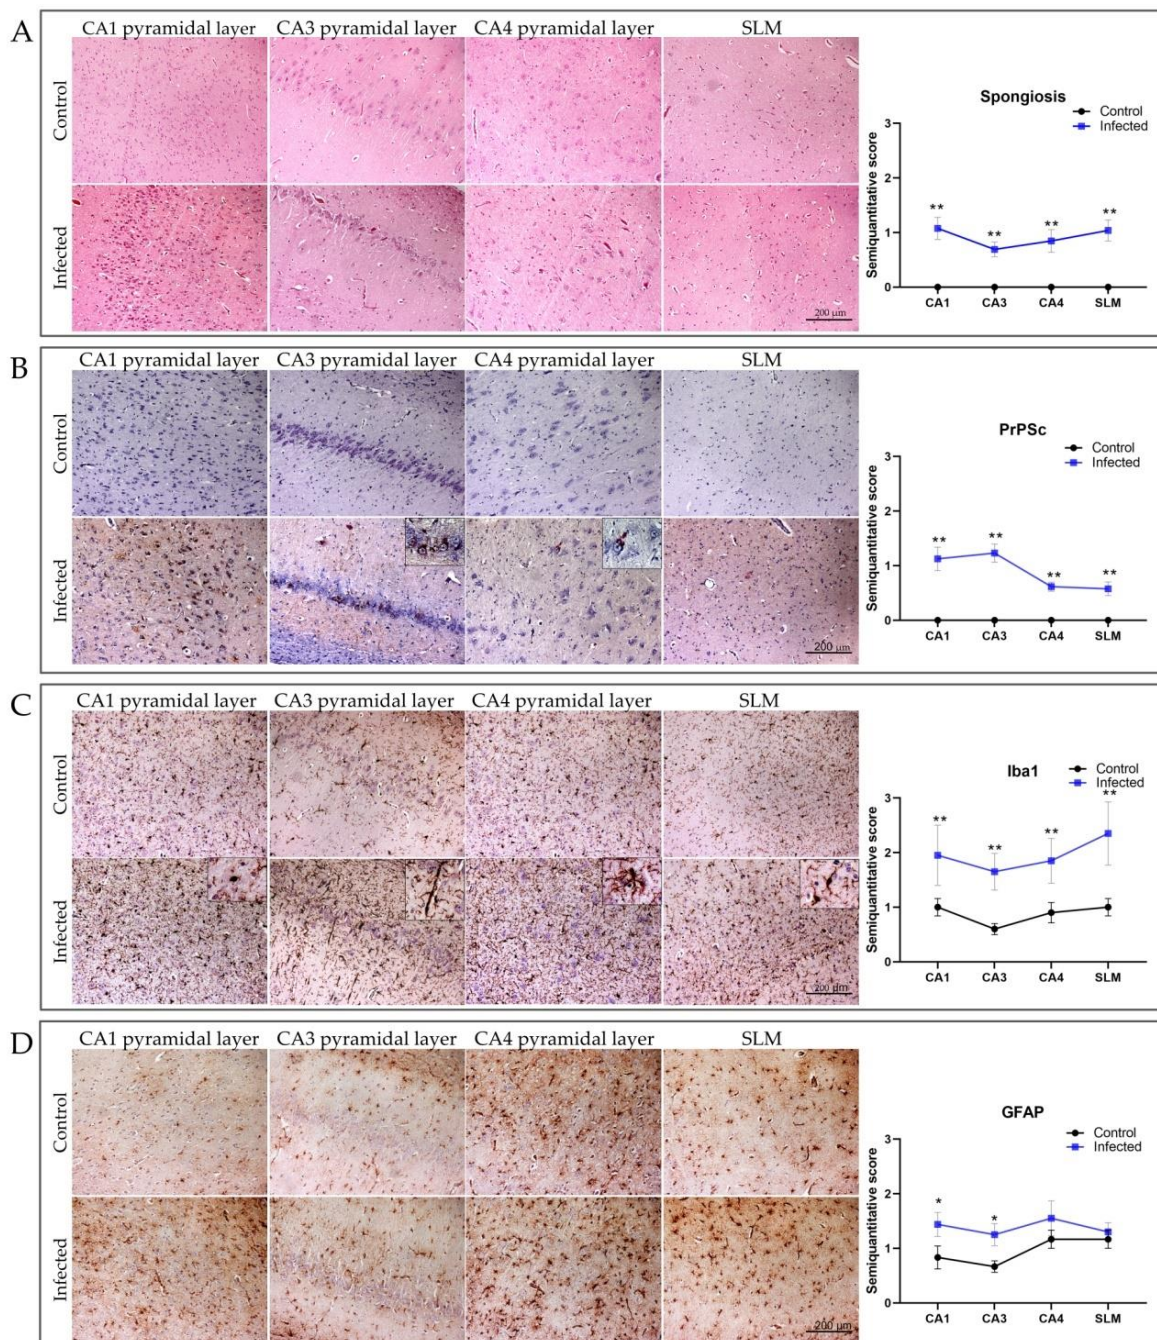 A
CA1 pyramidal layer CA3 pyramidal layer CA4 pyramidal layer SLM
Control
Infected
200 µm
Spongiosis
Control
Infected
Semiquantitative score
3
2
1
0
** ** ** **
CA1 CA3 CA4 SLM
B
CA1 pyramidal layer CA3 pyramidal layer CA4 pyramidal layer SLM
Control
Infected
200 µm
PrPSc
Control
Infected
Semiquantitative score
3
2
1
0
** ** ** **
CA1 CA3 CA4 SLM
C
CA1 pyramidal layer CA3 pyramidal layer CA4 pyramidal layer SLM
Control
Infected
200 µm
Iba1
Control
Infected
Semiquantitative score
3
2
1
0
** ** ** **
CA1 CA3 CA4 SLM
D
CA1 pyramidal layer CA3 pyramidal layer CA4 pyramidal layer SLM
Control
Infected
200 µm
GFAP
Control
Infected
Semiquantitative score
3
2
1
0
* *
CA1 CA3 CA4 SLM